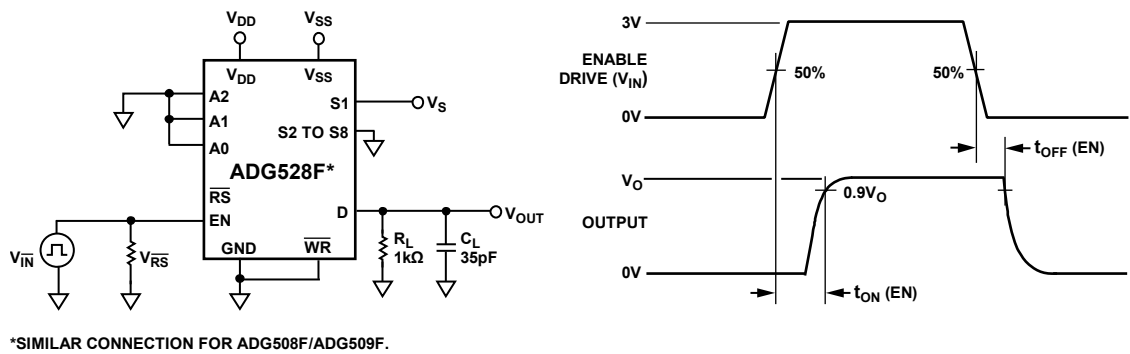 VDD
VSS
VDD
VSS
A2
A1
A0
S1
VS
S2 TO S8
ADG528F*
RS
EN
D
VOUT
GND
WR
VIN
VRS
RL
1kΩ
CL
35pF
*SIMILAR CONNECTION FOR ADG508F/ADG509F.
3V
ENABLE
DRIVE (VIN)
50%
50%
0V
tOFF (EN)
VO
0.9VO
OUTPUT
0V
tON (EN)